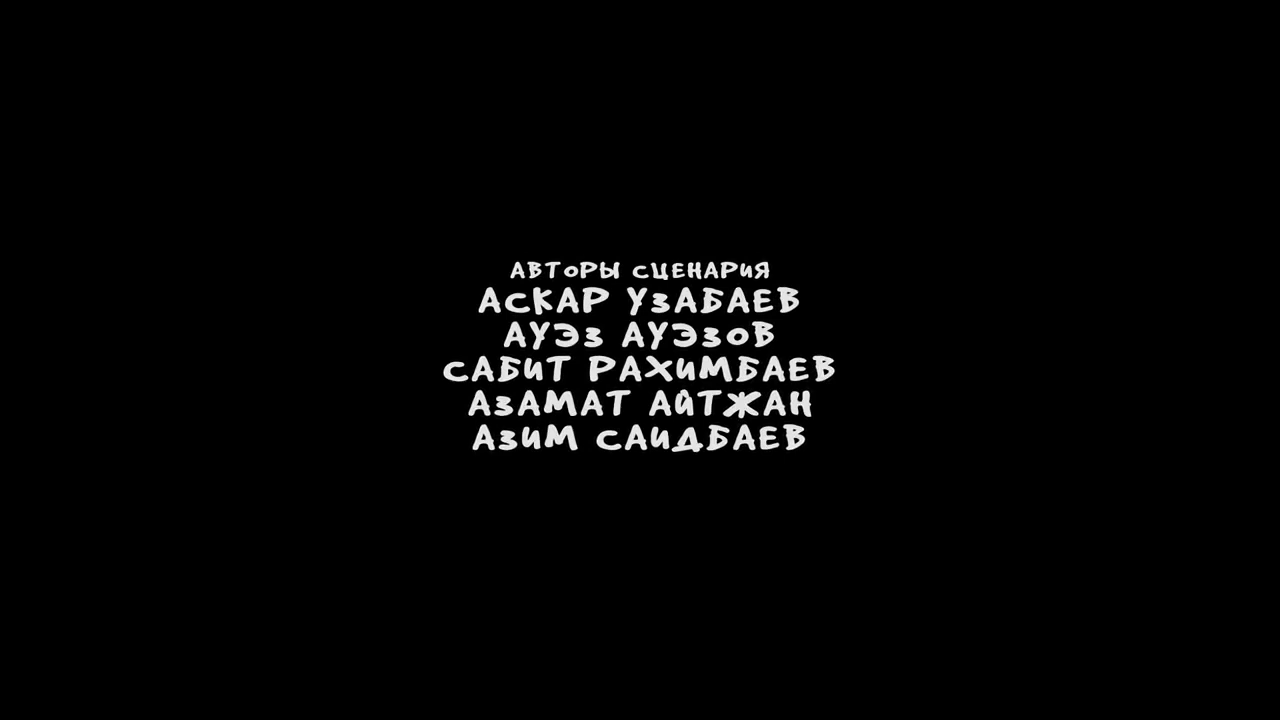 АВТОРЫ СЦЕНАРИЯ
АСКАР УЗАБАЕВ
АУЭЗ АУЭЗОВ
САБИТ РАХИМБАЕВ
АЗАМАТ АЙТЖАН
АЗИМ САИДБАЕВ